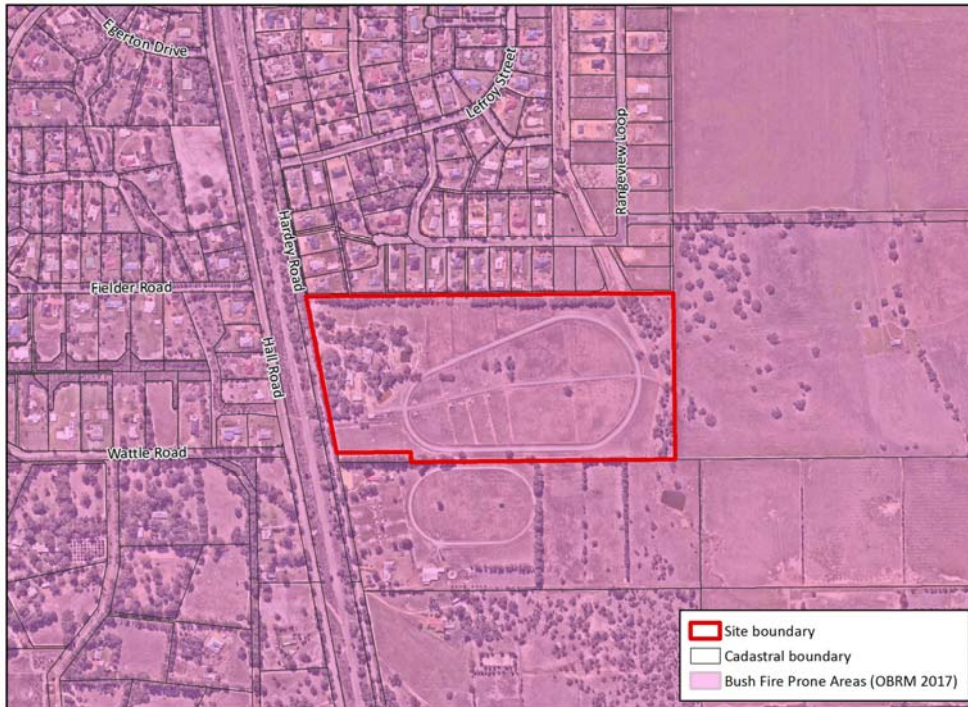 Egerton Drive
Lefroy Street
Rangeview Loop
Hardey Road
Fielder Road
Hall Road
Wattle Road
Site boundary
Cadastral boundary
Bush Fire Prone Areas (OBRM 2017)